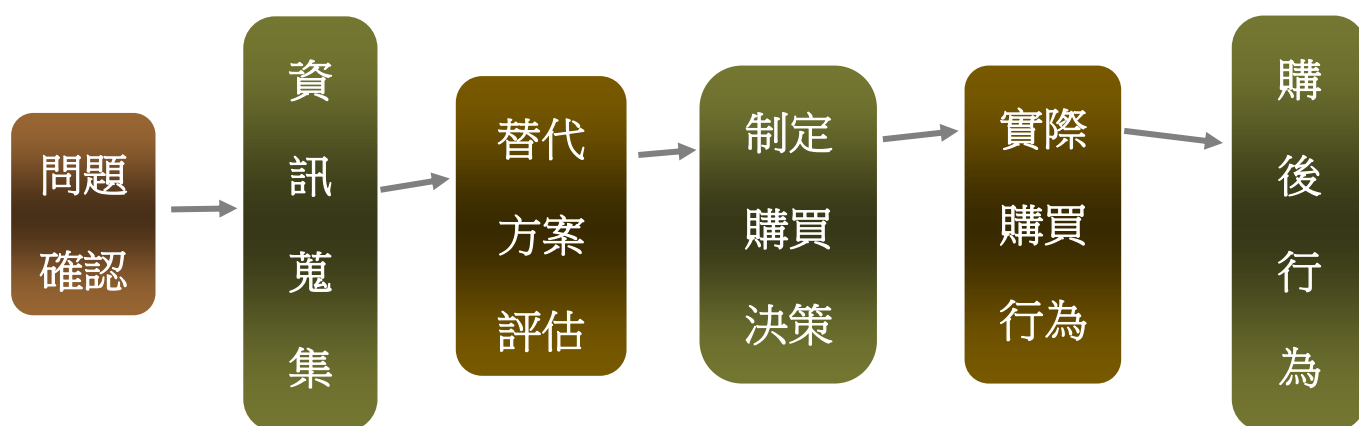 問題
確認
資
訊
蒐
集
替代
方案
評估
制定
購買
決策
實際
購買
行為
購
後
行
為